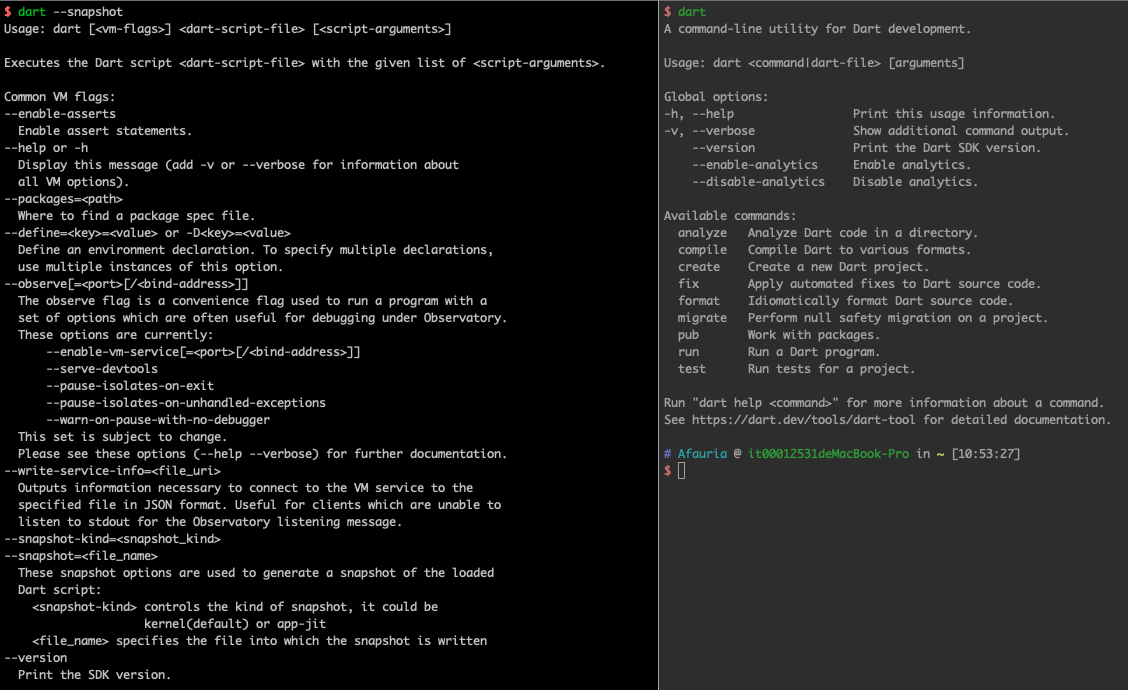 $ dart --snapshot
Usage: dart [<vm-flags>] <dart-script-file> [<script-arguments>]

Executes the Dart script <dart-script-file> with the given list of <script-arguments>.

Common VM flags:
--enable-asserts
  Enable assert statements.
--help or -h
  Display this message (add -v or --verbose for information about
  all VM options).
--packages=<path>
  Where to find a package spec file.
--define=<key>=<value> or -D<key>=<value>
  Define an environment declaration. To specify multiple declarations,
  use multiple instances of this option.
--observe[=<port>[/<bind-address>]]
  The observe flag is a convenience flag used to run a program with a
  set of options which are often useful for debugging under Observatory.
  These options are currently:
      --enable-vm-service[=<port>[/<bind-address>]]
      --serve-devtools
      --pause-isolates-on-exit
      --pause-isolates-on-unhandled-exceptions
      --warn-on-pause-with-no-debugger
  This set is subject to change.
  Please see these options (--help --verbose) for further documentation.
--write-service-info=<file_uri>
  Outputs information necessary to connect to the VM service to the
  specified file in JSON format. Useful for clients which are unable to
  listen to stdout for the Observatory listening message.
--snapshot-kind=<snapshot_kind>
--snapshot=<file_name>
  These snapshot options are used to generate a snapshot of the loaded
  Dart script:
    <snapshot-kind> controls the kind of snapshot, it could be
                    kernel(default) or app-jit
    <file_name> specifies the file into which the snapshot is written
--version
  Print the SDK version.
$ dart
A command-line utility for Dart development.

Usage: dart <command|dart-file> [arguments]

Global options:
-h, --help                 Print this usage information.
-v, --verbose              Show additional command output.
    --version              Print the Dart SDK version.
    --enable-analytics     Enable analytics.
    --disable-analytics    Disable analytics.

Available commands:
  analyze   Analyze Dart code in a directory.
  compile   Compile Dart to various formats.
  create    Create a new Dart project.
  fix       Apply automated fixes to Dart source code.
  format    Idiomatically format Dart source code.
  migrate   Perform null safety migration on a project.
  pub       Work with packages.
  run       Run a Dart program.
  test      Run tests for a project.

Run "dart help <command>" for more information about a command.
See https://dart.dev/tools/dart-tool for detailed documentation.

# Afauria @ it00012531deMacBook-Pro in ~ [10:53:27]
$